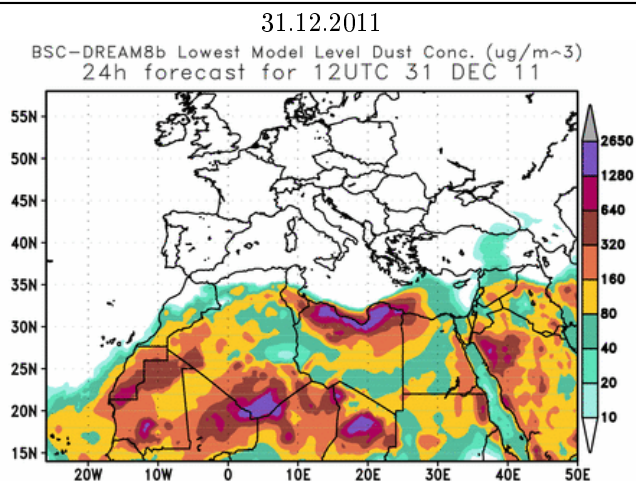 31.12.2011
BSC-DREAM8b Lowest Model Level Dust Conc. (ug/m^3)
24h forecast for 12UTC 31 DEC 11
55N
50N
45N
40N
35N
30N
25N
20N
15N
20W 10W 0 10E 20E 30E 40E 50E
2650
1280
640
320
160
80
40
20
10